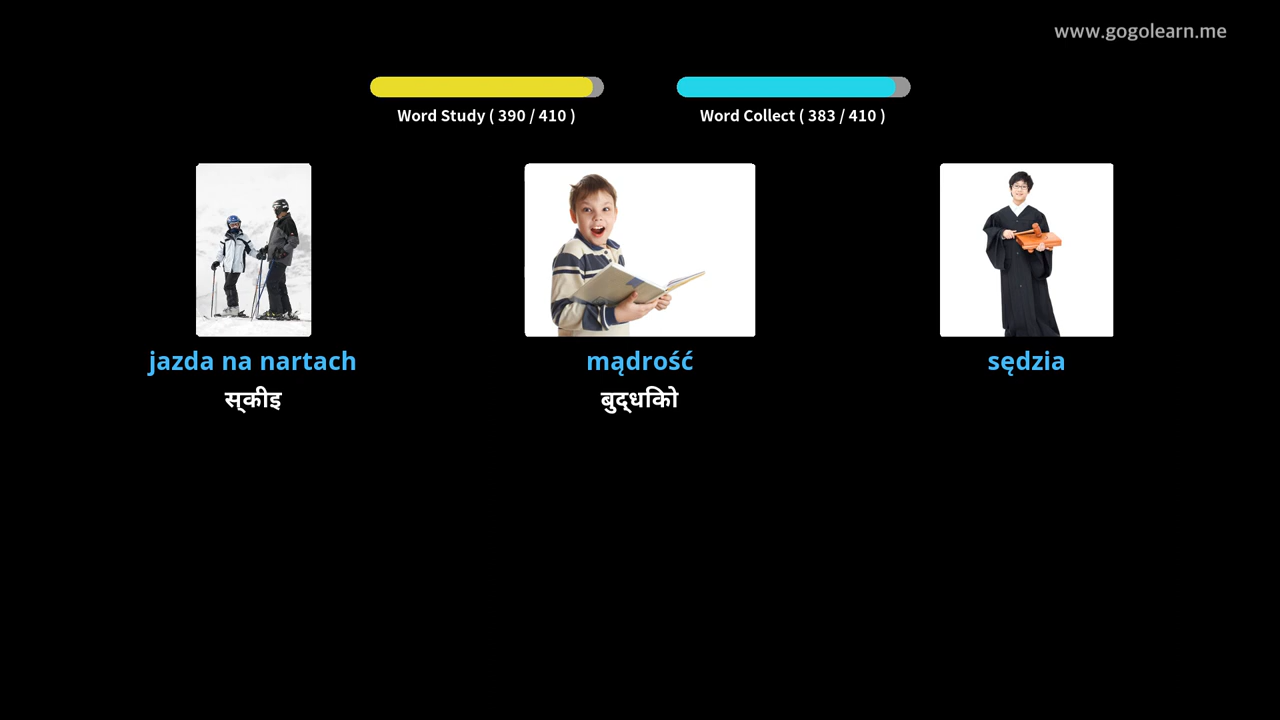 www.gogolearn.me
Word Study ( 390 / 410 )
Word Collect ( 383 / 410 )
jazda na nartach
mądrość
sędzia
स्कीइ
बुद्धिको